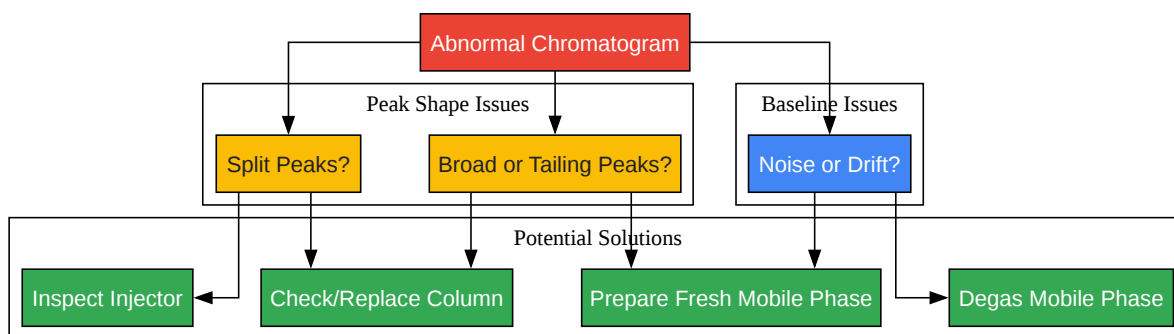 Abnormal Chromatogram
Peak Shape Issues
Baseline Issues
Split Peaks?
Broad or Tailing Peaks?
Noise or Drift?
Potential Solutions
Inspect Injector
Check/Replace Column
Prepare Fresh Mobile Phase
Degas Mobile Phase